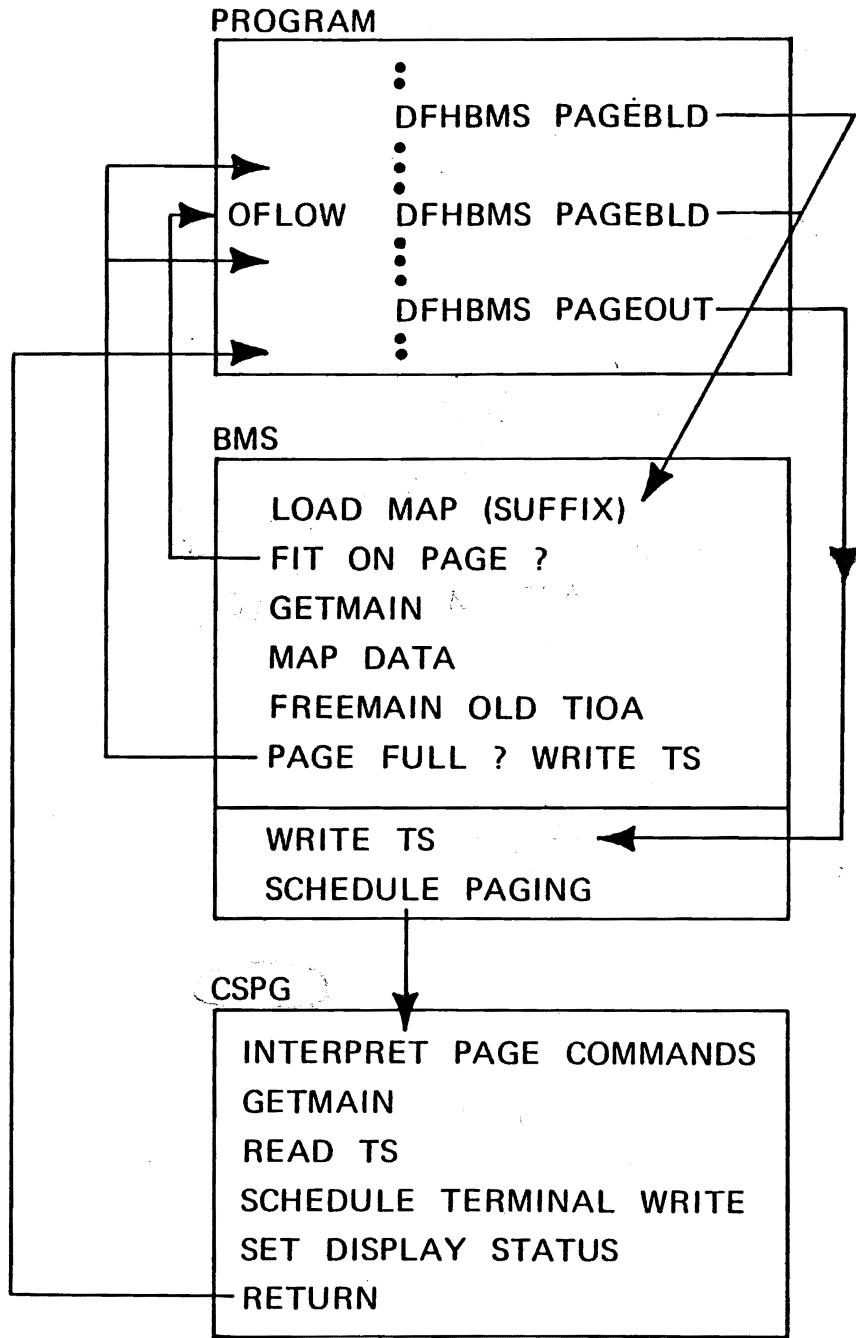 PROGRAM
DFHBMS PAGEBLD
OFLOW DFHBMS PAGEBLD
DFHBMS PAGEOUT
BMS
LOAD MAP (SUFFIX)
FIT ON PAGE ?
GETMAIN
MAP DATA
FREEMAIN OLD TIOA
PAGE FULL ? WRITE TS
WRITE TS
SCHEDULE PAGING
CSPG
INTERPRET PAGE COMMANDS
GETMAIN
READ TS
SCHEDULE TERMINAL WRITE
SET DISPLAY STATUS
RETURN